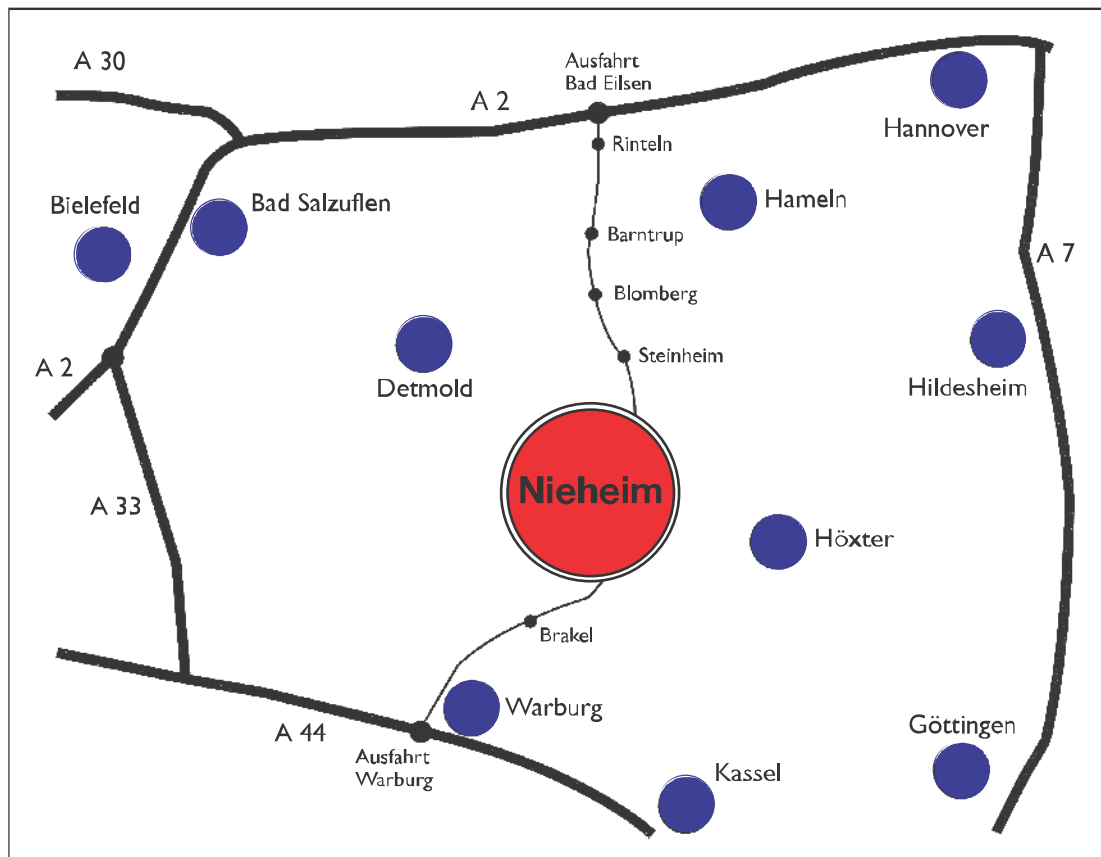 A 30
Ausfahrt
Bad Eilsen
A 2
Hannover
Rinteln
Bielefeld
Bad Salzuflen
Hameln
Barntrup
A 7
Blomberg
Steinheim
A 2
Detmold
Hildesheim
Nieheim
A 33
Höxter
Brakel
Warburg
A 44
Göttingen
Ausfahrt
Warburg
Kassel